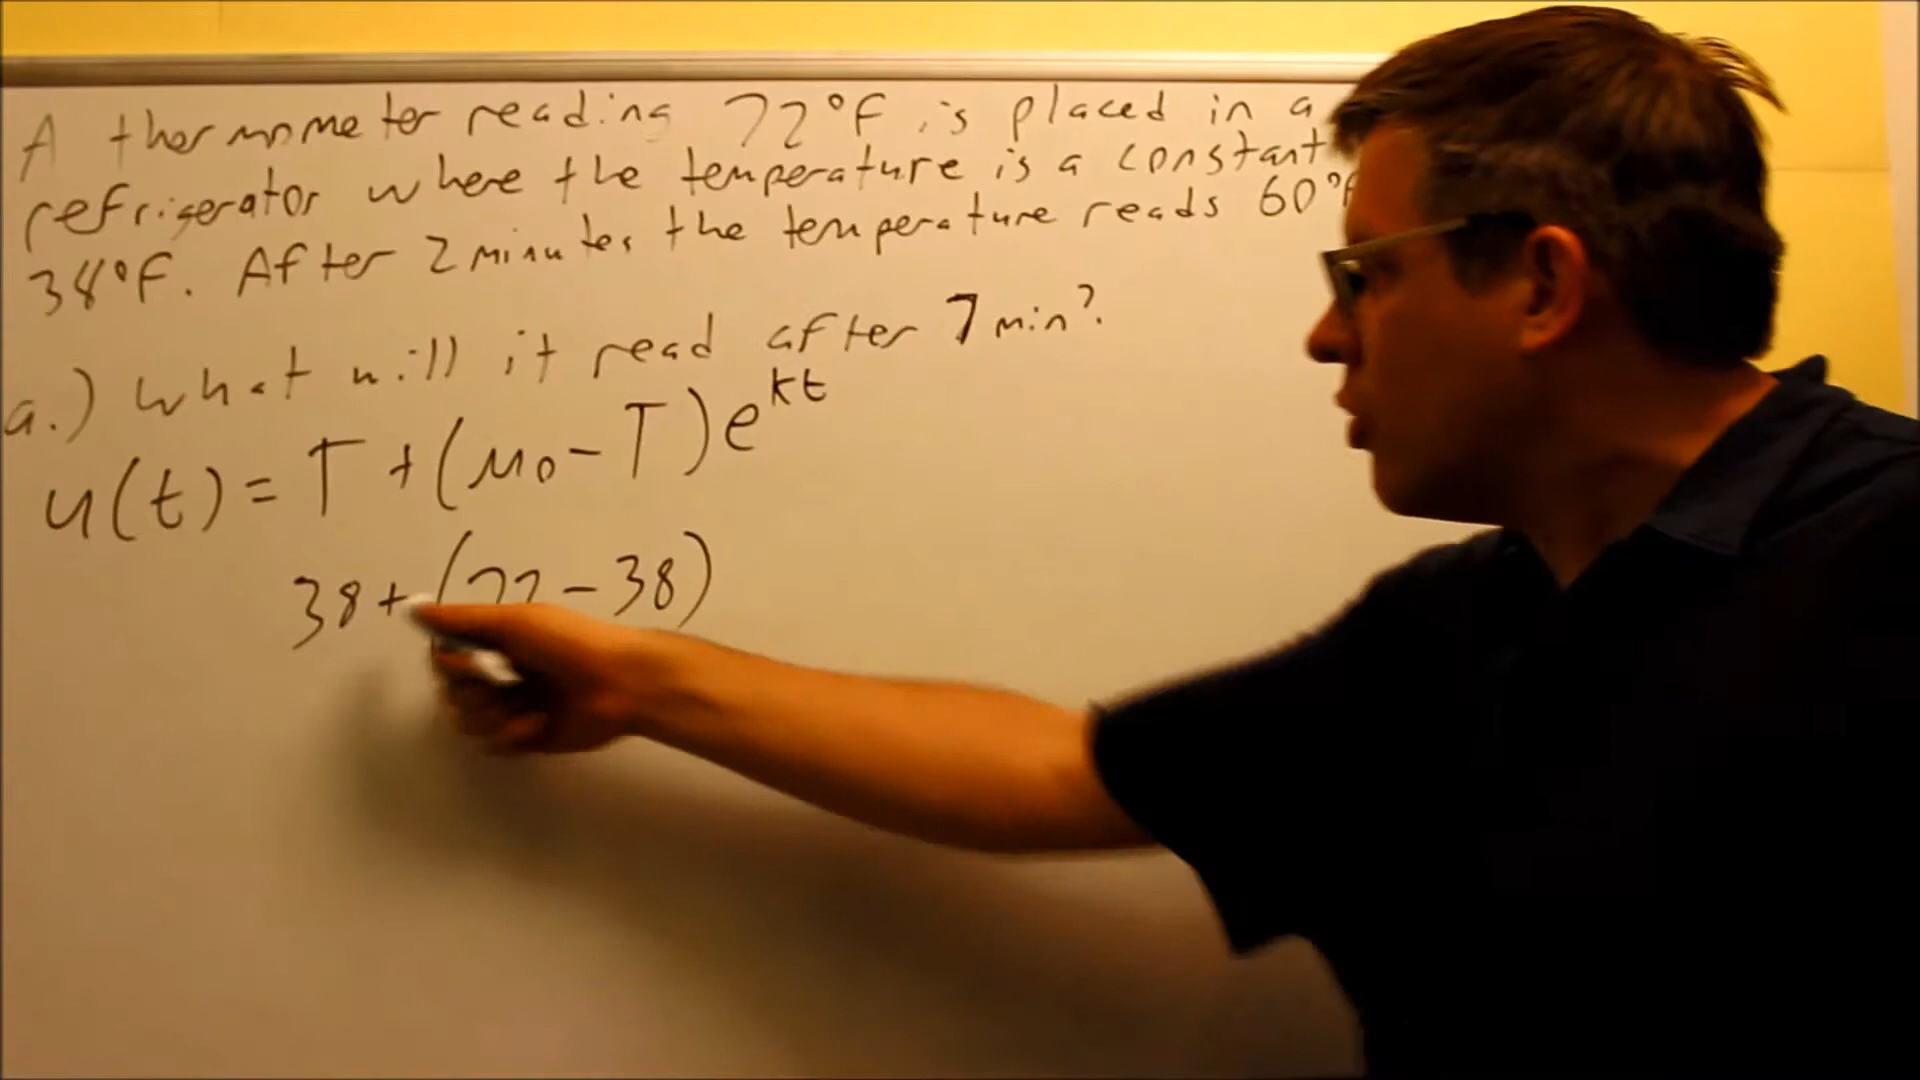 A thermometer reading 72°F is placed in a
refrigerator where the temperature is a constant
38°F. After 2 minutes the temperature reads 60°F
a.) What will it read after 7 min?
u(t) = T + (u₀ - T)e^kt
38 + (72 - 38)